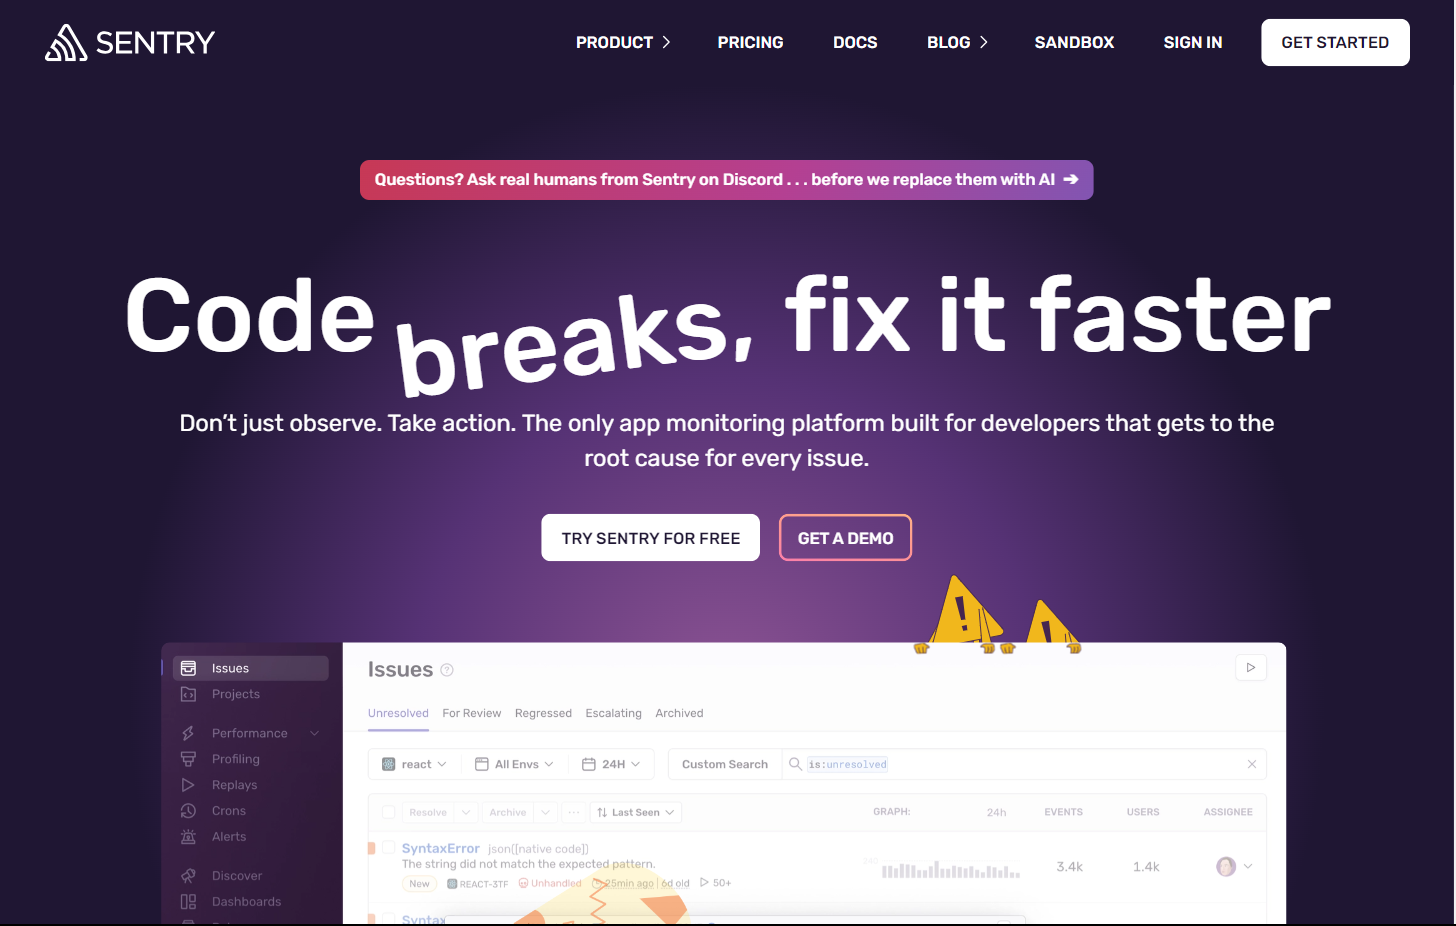 SENTRY
PRODUCT
PRICING
DOCS
BLOG
SANDBOX
SIGN IN
GET STARTED
Questions? Ask real humans from Sentry on Discord . . . before we replace them with AI ➔
Code breaks, fix it faster
Don’t just observe. Take action. The only app monitoring platform built for developers that gets to the
root cause for every issue.
TRY SENTRY FOR FREE
GET A DEMO
Issues
Projects
Performance
Profiling
Replays
Crons
Alerts
Discover
Dashboards
Issues
Unresolved
For Review
Regressed
Escalating
Archived
react
All Envs
24H
Custom Search
is:unresolved
Resolve
Archive
Last Seen
GRAPH:
24h
EVENTS
USERS
ASSIGNEE
SyntaxError json([native code])
The string did not match the expected pattern.
New
REACT-3TF
Unhandled
25min ago | 6d old
50+
3.4k
1.4k